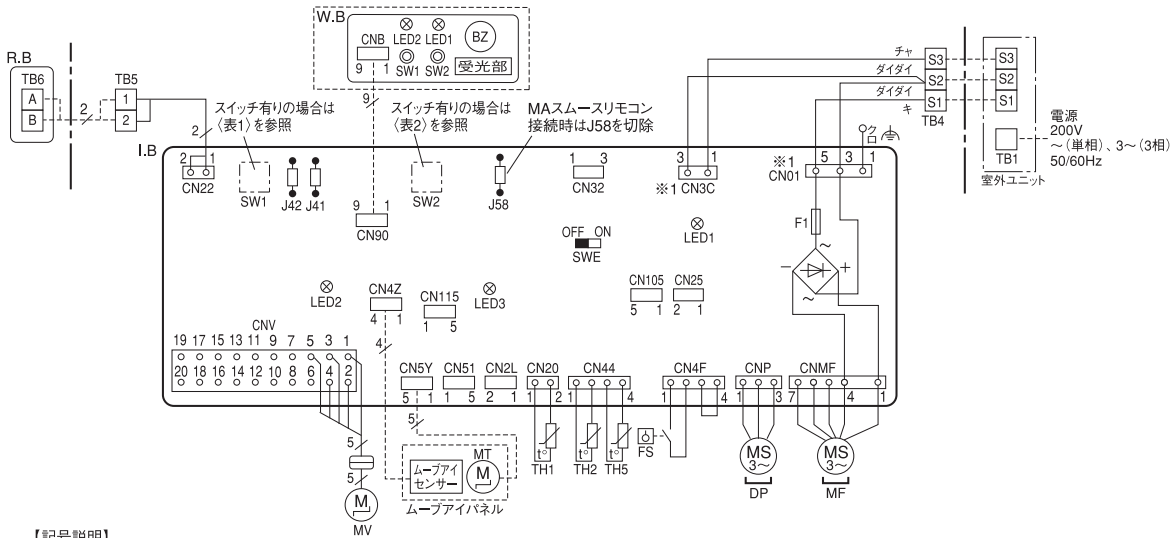 W.B
CNB LED2 LED1 BZ
9 1 SW1 SW2 受光部
R.B
TB6 TB5
A 1
B 2 2
9
スイッチ有りの場合は
〈表1〉を参照
スイッチ有りの場合は
〈表2〉を参照
MAスムースリモコン
接続時はJ58を切除
チャ S3 S3
ダイダイ S2 S2
ダイダイ
キ S1 S1
TB4
クロ
電源
200V
~(単相)、3~(3相)
50/60Hz
TB1
室外ユニット
I.B
2
2 1
CN22
SW1
J42 J41
9 1
CN90
SW2
J58
1 3
CN32
3 1
※1 CN3C
※1
CN01
5 3 1
OFF ON
SWE
LED1
F1
~
- +
~
LED2
CN4Z
4 1
CN115
1 5
LED3
CN105
5 1
CN25
2 1
CNV
19 17 15 13 11 9 7 5 3 1
20 18 16 14 12 10 8 6 4 2
4
CN5Y
5 1
CN51
1 5
CN2L
2 1
CN20
1 2
CN44
1 4
CN4F
1 4
CNP
1 3
CNMF
7 4 1
5
5
5
M
MV
ムーブアイ
センサー
MT
M
ムーブアイパネル
t°
TH1
t°
TH2
t°
TH5
FS
MS
3~
DP
MS
3~
MF
【記号説明】